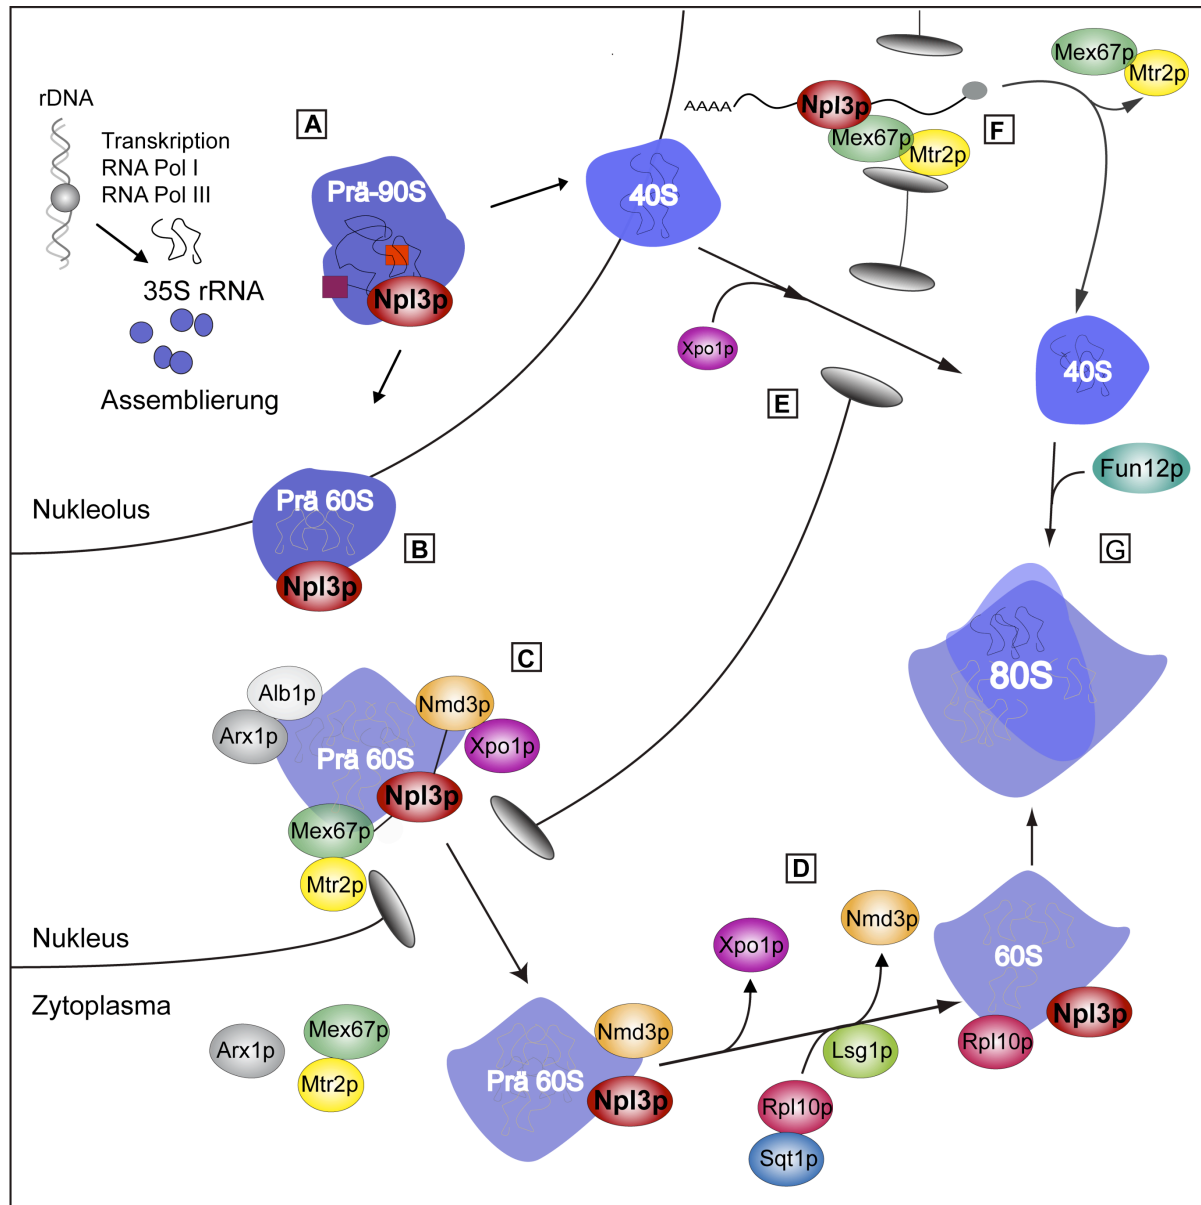 rDNA
Transkription
RNA Pol I
RNA Pol III
35S rRNA
Assemblierung
A
Prä-90S
Npl3p
40S
AAAA
Npl3p
Mex67p
Mtr2p
F
Mex67p
Mtr2p
Xpo1p
E
40S
Fun12p
G
80S
Nukleolus
Prä 60S
Npl3p
B
C
Alb1p
Arx1p
Prä 60S
Nmd3p
Xpo1p
Npl3p
Mex67p
Mtr2p
Nukleus
Zytoplasma
Arx1p
Mex67p
Mtr2p
Prä 60S
Nmd3p
Npl3p
D
Xpo1p
Nmd3p
Lsg1p
Rpl10p
Sqt1p
60S
Rpl10p
Npl3p